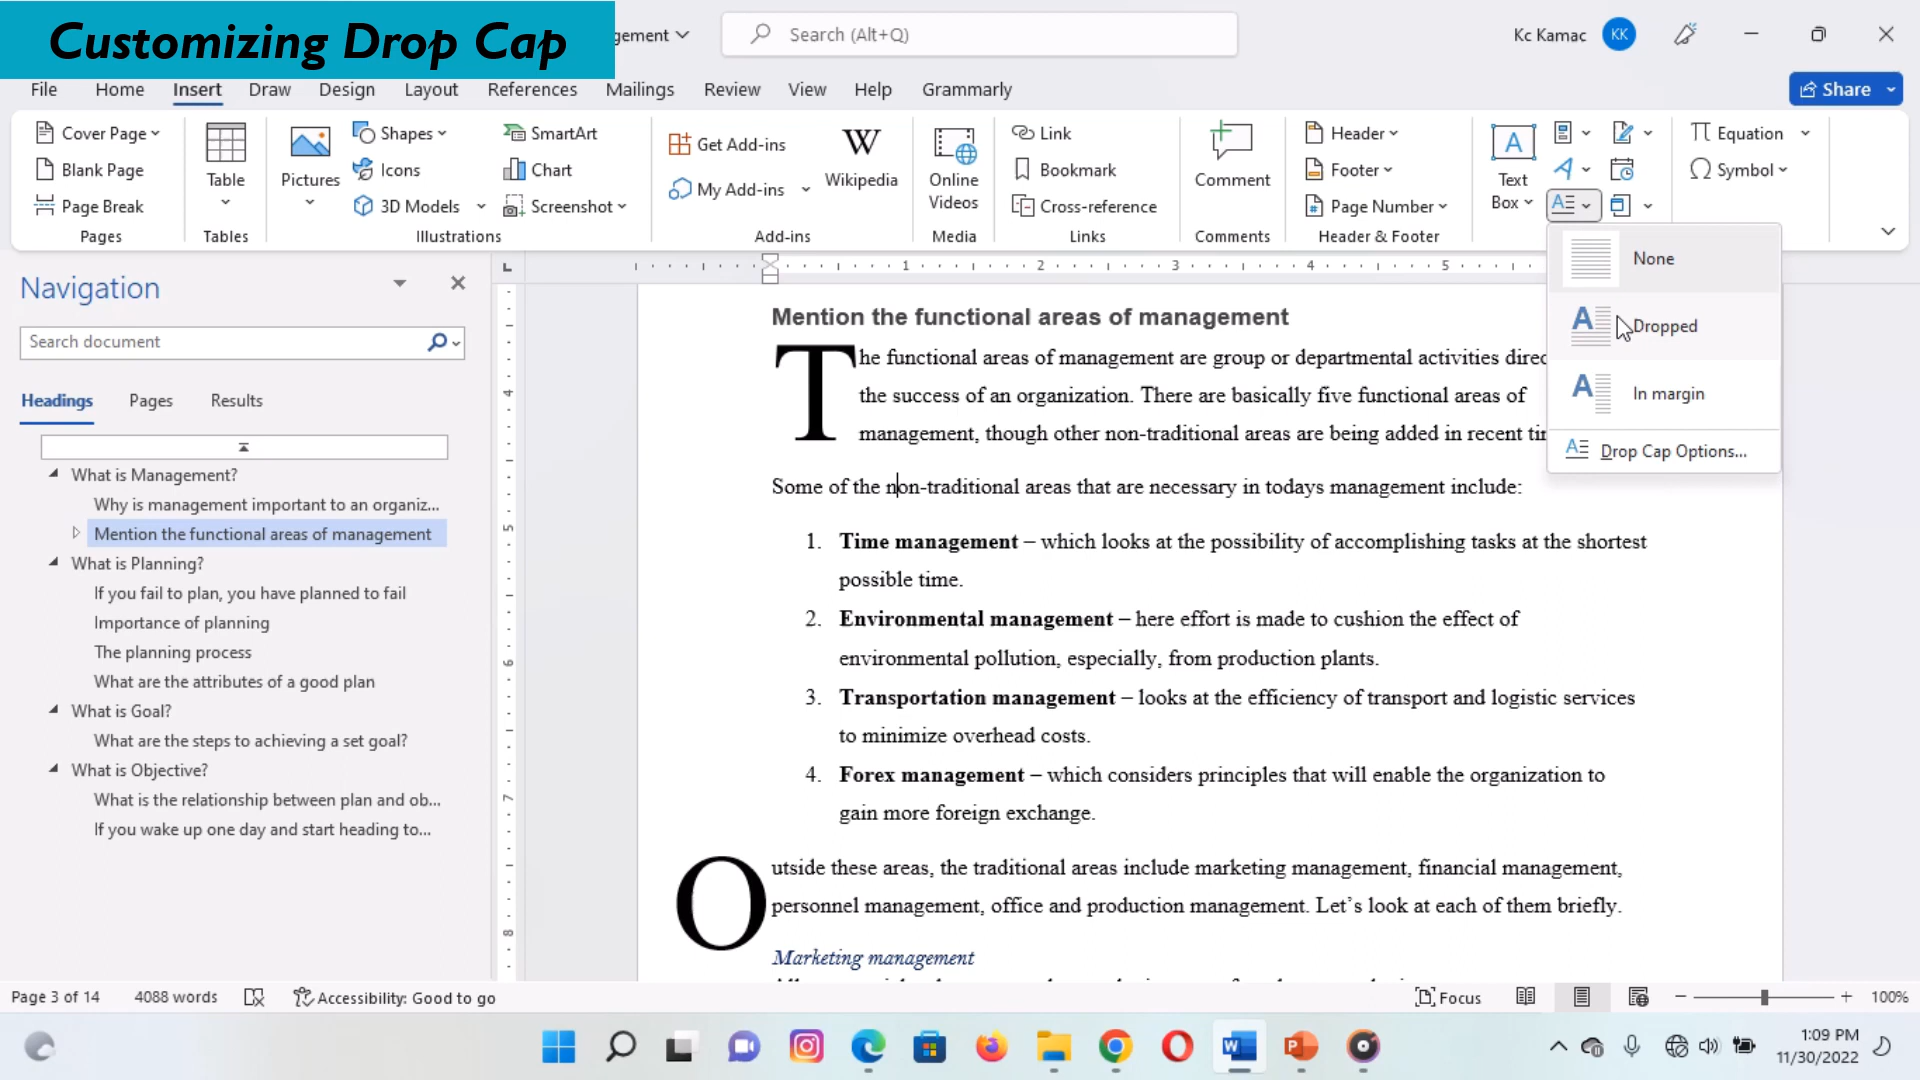 Customizing Drop Cap
gement
Search (Alt+Q)
Kc Kamac
KK
File
Home
Insert
Draw
Design
Layout
References
Mailings
Review
View
Help
Grammarly
Share
Cover Page
Blank Page
Page Break
Pages
Table
Tables
Pictures
Shapes
Icons
3D Models
SmartArt
Chart
Screenshot
Illustrations
Get Add-ins
My Add-ins
W
Wikipedia
Add-ins
Online
Videos
Media
Link
Bookmark
Cross-reference
Links
Comment
Comments
Header
Footer
Page Number
Header & Footer
Text
Box
Equation
Symbol
None
Dropped
In margin
Drop Cap Options...
Navigation
Search document
Headings
Pages
Results
What is Management?
Why is management important to an organiz...
Mention the functional areas of management
What is Planning?
If you fail to plan, you have planned to fail
Importance of planning
The planning process
What are the attributes of a good plan
What is Goal?
What are the steps to achieving a set goal?
What is Objective?
What is the relationship between plan and ob...
If you wake up one day and start heading to...
1 2 3 4 5
4
5
6
7
8
Mention the functional areas of management
The functional areas of management are group or departmental activities direc
the success of an organization. There are basically five functional areas of
management, though other non-traditional areas are being added in recent tin
Some of the non-traditional areas that are necessary in todays management include:
1. Time management – which looks at the possibility of accomplishing tasks at the shortest
possible time.
2. Environmental management – here effort is made to cushion the effect of
environmental pollution, especially, from production plants.
3. Transportation management – looks at the efficiency of transport and logistic services
to minimize overhead costs.
4. Forex management – which considers principles that will enable the organization to
gain more foreign exchange.
Outside these areas, the traditional areas include marketing management, financial management,
personnel management, office and production management. Let’s look at each of them briefly.
Marketing management
Page 3 of 14
4088 words
Accessibility: Good to go
Focus
100%
1:09 PM
11/30/2022